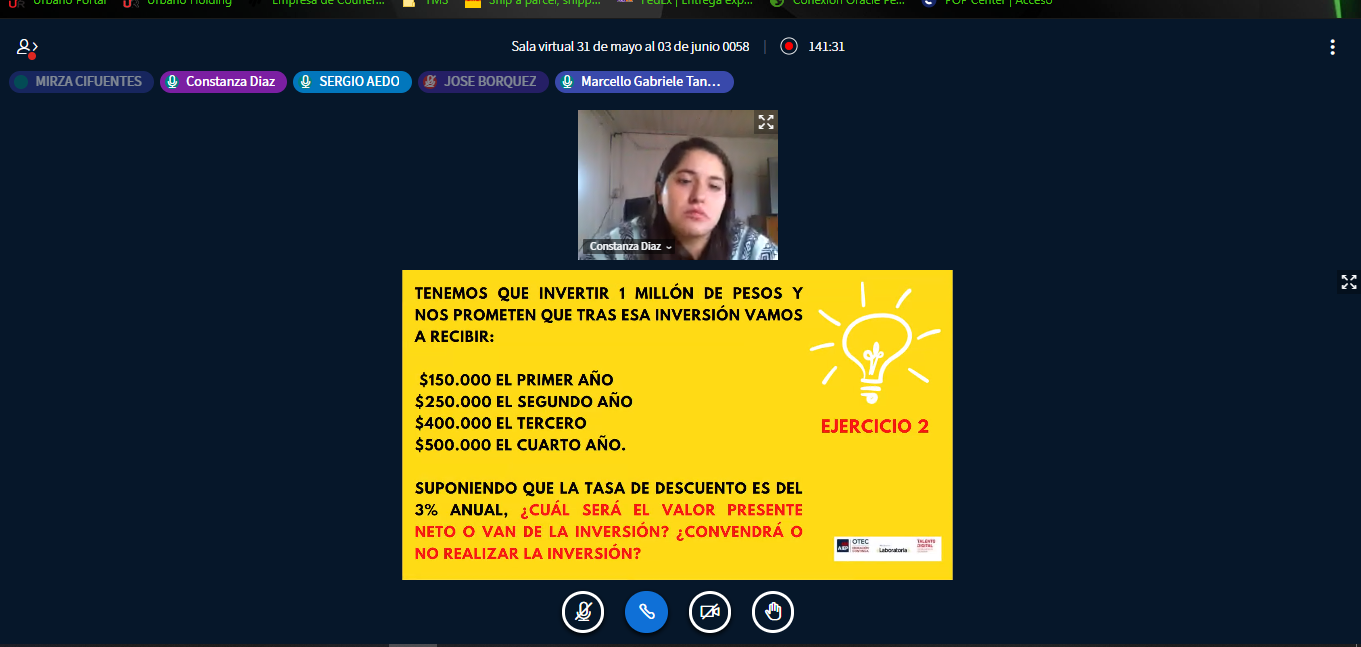 Urbano Portal
Urbano Holding
Empresa de Courier...
TMS
Ship a parcel, shipp...
FedEx | Entrega exp...
Conexión Oracle Pe...
POP Center | Acceso
Sala virtual 31 de mayo al 03 de junio 0058
141:31
MIRZA CIFUENTES
Constanza Diaz
SERGIO AEDO
JOSE BORQUEZ
Marcello Gabriele Tan...
Constanza Diaz
TENEMOS QUE INVERTIR 1 MILLÓN DE PESOS Y
NOS PROMETEN QUE TRAS ESA INVERSIÓN VAMOS
A RECIBIR:
$150.000 EL PRIMER AÑO
$250.000 EL SEGUNDO AÑO
$400.000 EL TERCERO
$500.000 EL CUARTO AÑO.
SUPONIENDO QUE LA TASA DE DESCUENTO ES DEL
3% ANUAL, ¿CUÁL SERÁ EL VALOR PRESENTE
NETO O VAN DE LA INVERSIÓN? ¿CONVENDRÁ O
NO REALIZAR LA INVERSIÓN?
EJERCICIO 2
AIEP
OTEC
Laboratoria
TALENTO
DIGITAL